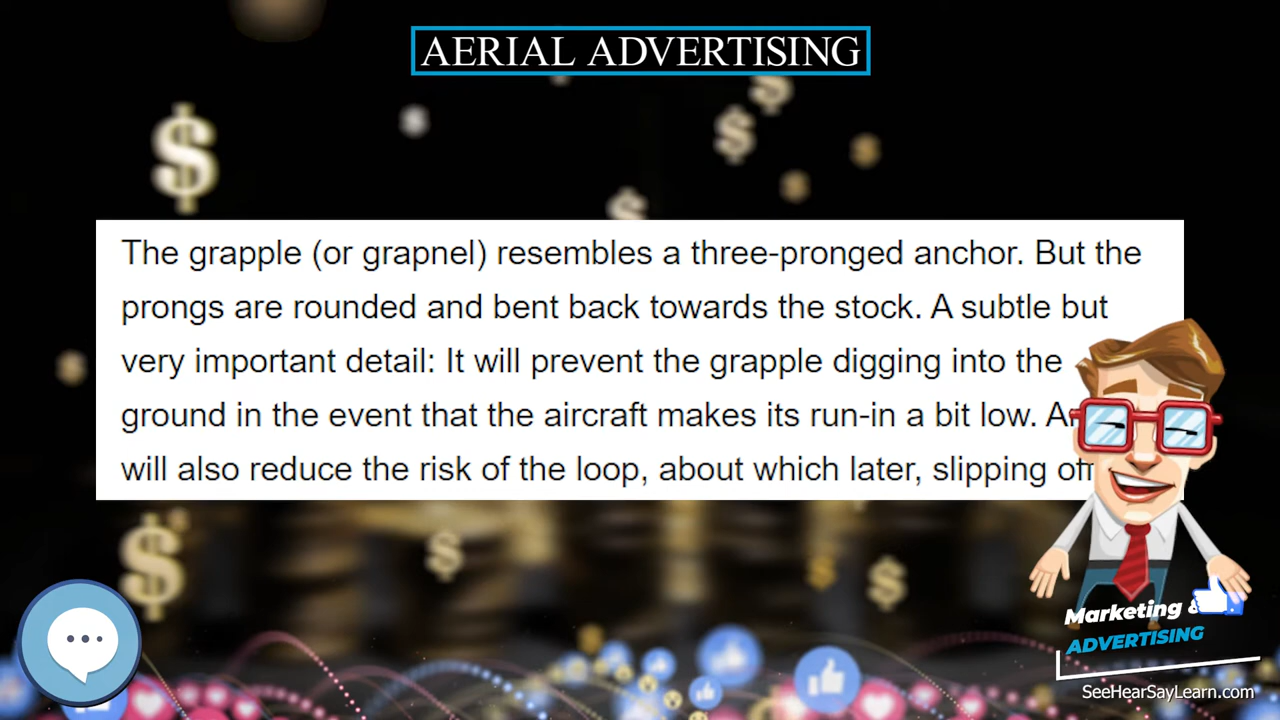 AERIAL ADVERTISING
The grapple (or grapnel) resembles a three-pronged anchor. But the
prongs are rounded and bent back towards the stock. A subtle but
very important detail: It will prevent the grapple digging into the
ground in the event that the aircraft makes its run-in a bit low.
will also reduce the risk of the loop, about which later, slipping off
Marketing &
ADVERTISING
SeeHearSayLearn.com